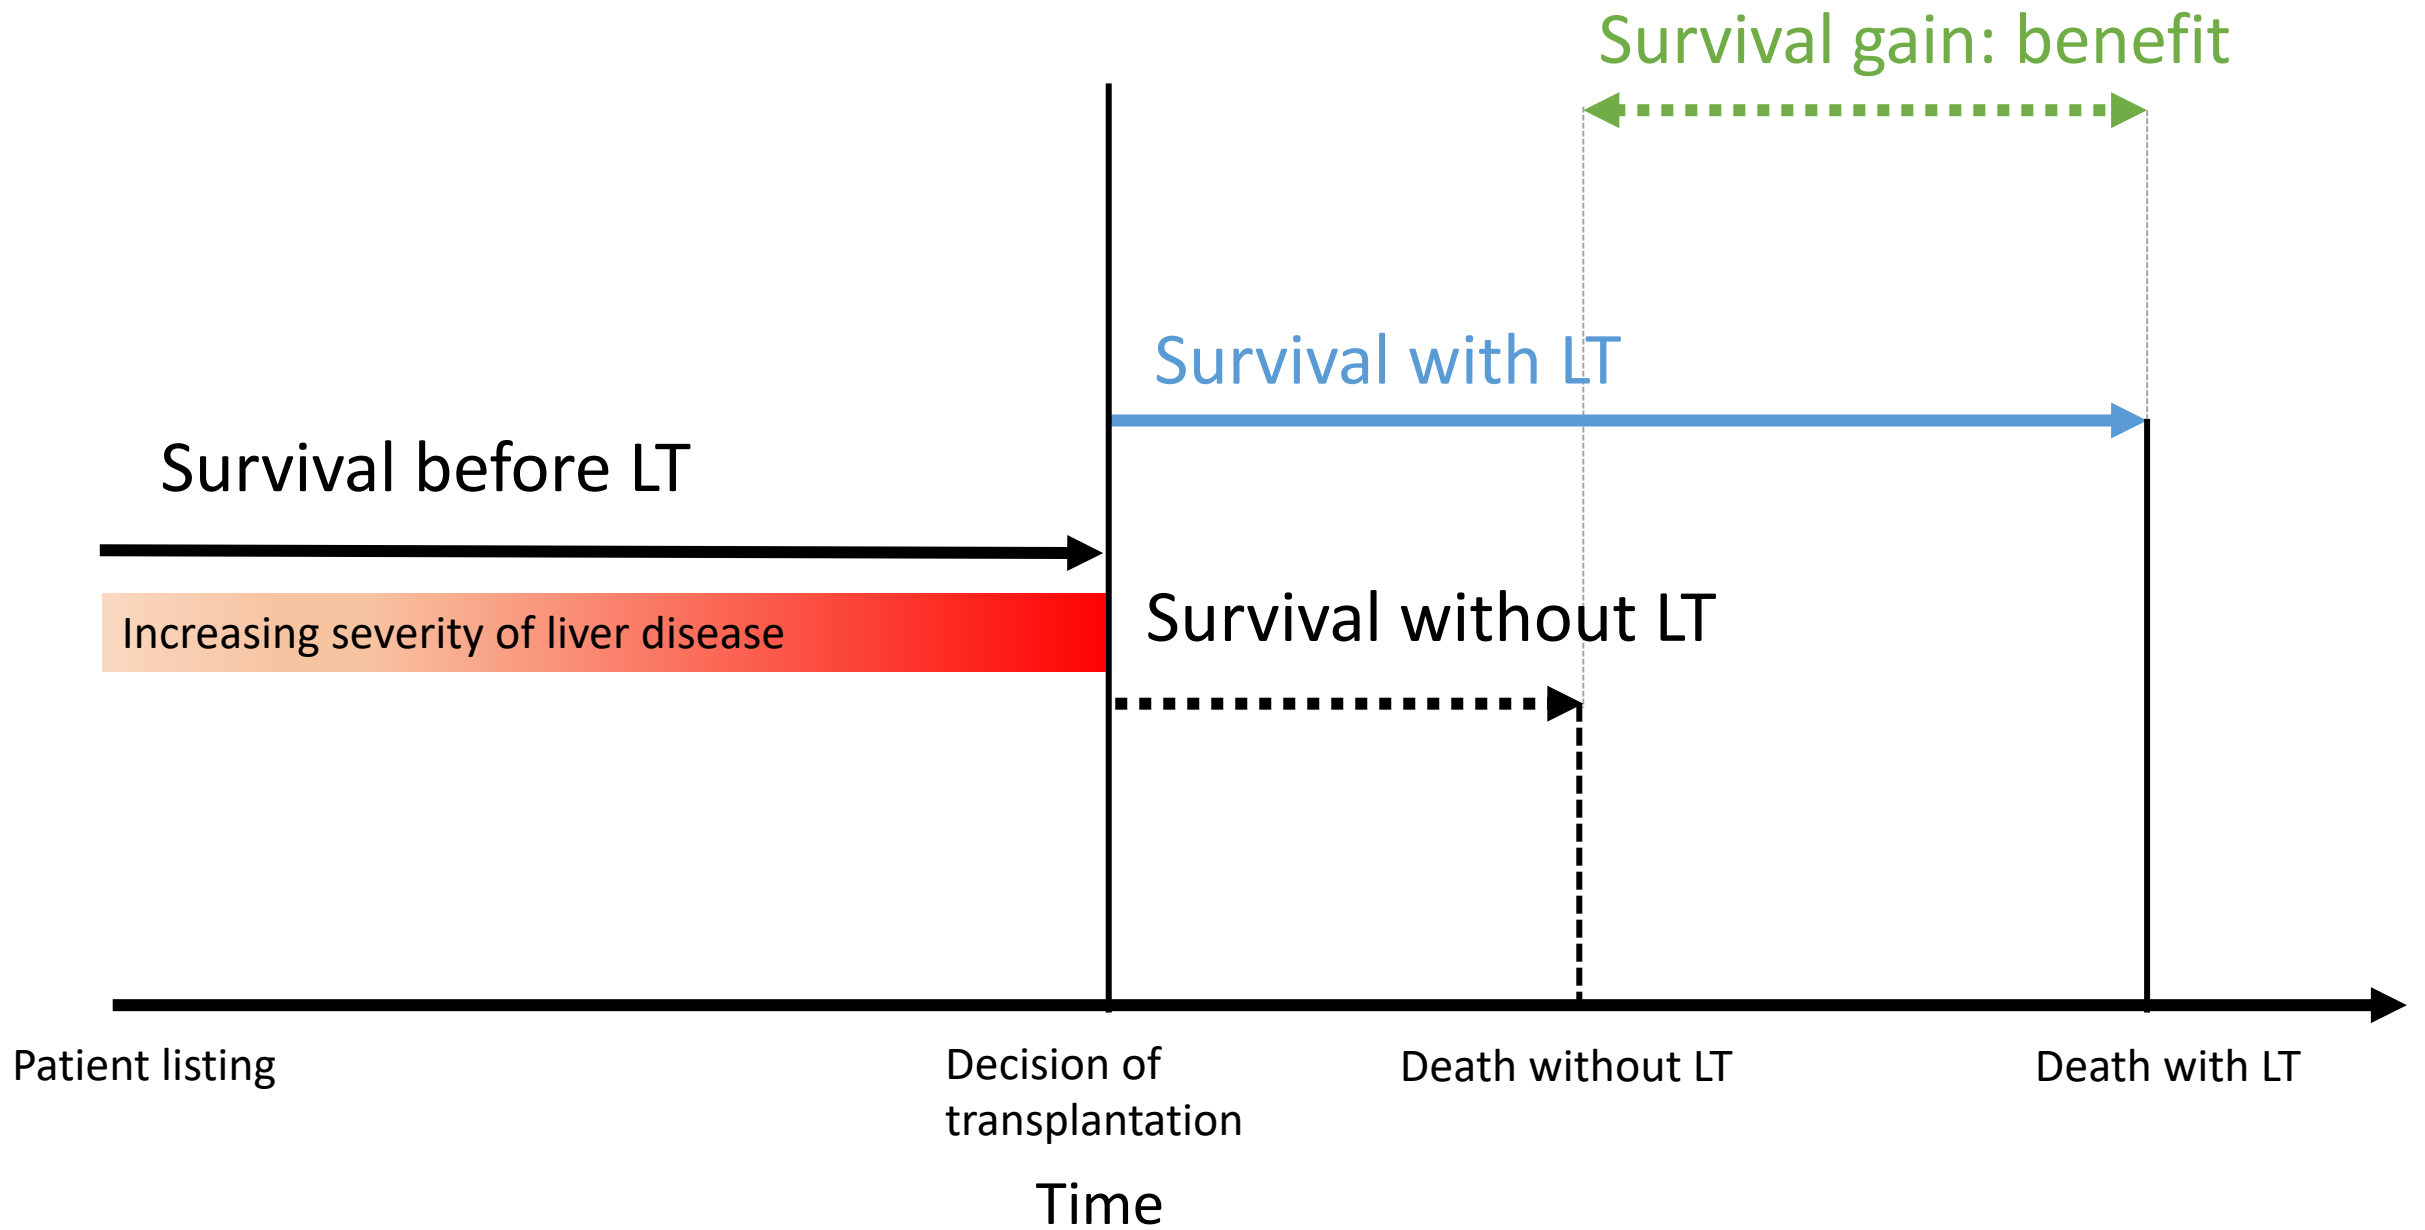 Survival gain: benefit
Survival with LT
Survival before LT
Increasing severity of liver disease
Survival without LT
Patient listing
Decision of
transplantation
Death without LT
Death with LT
Time